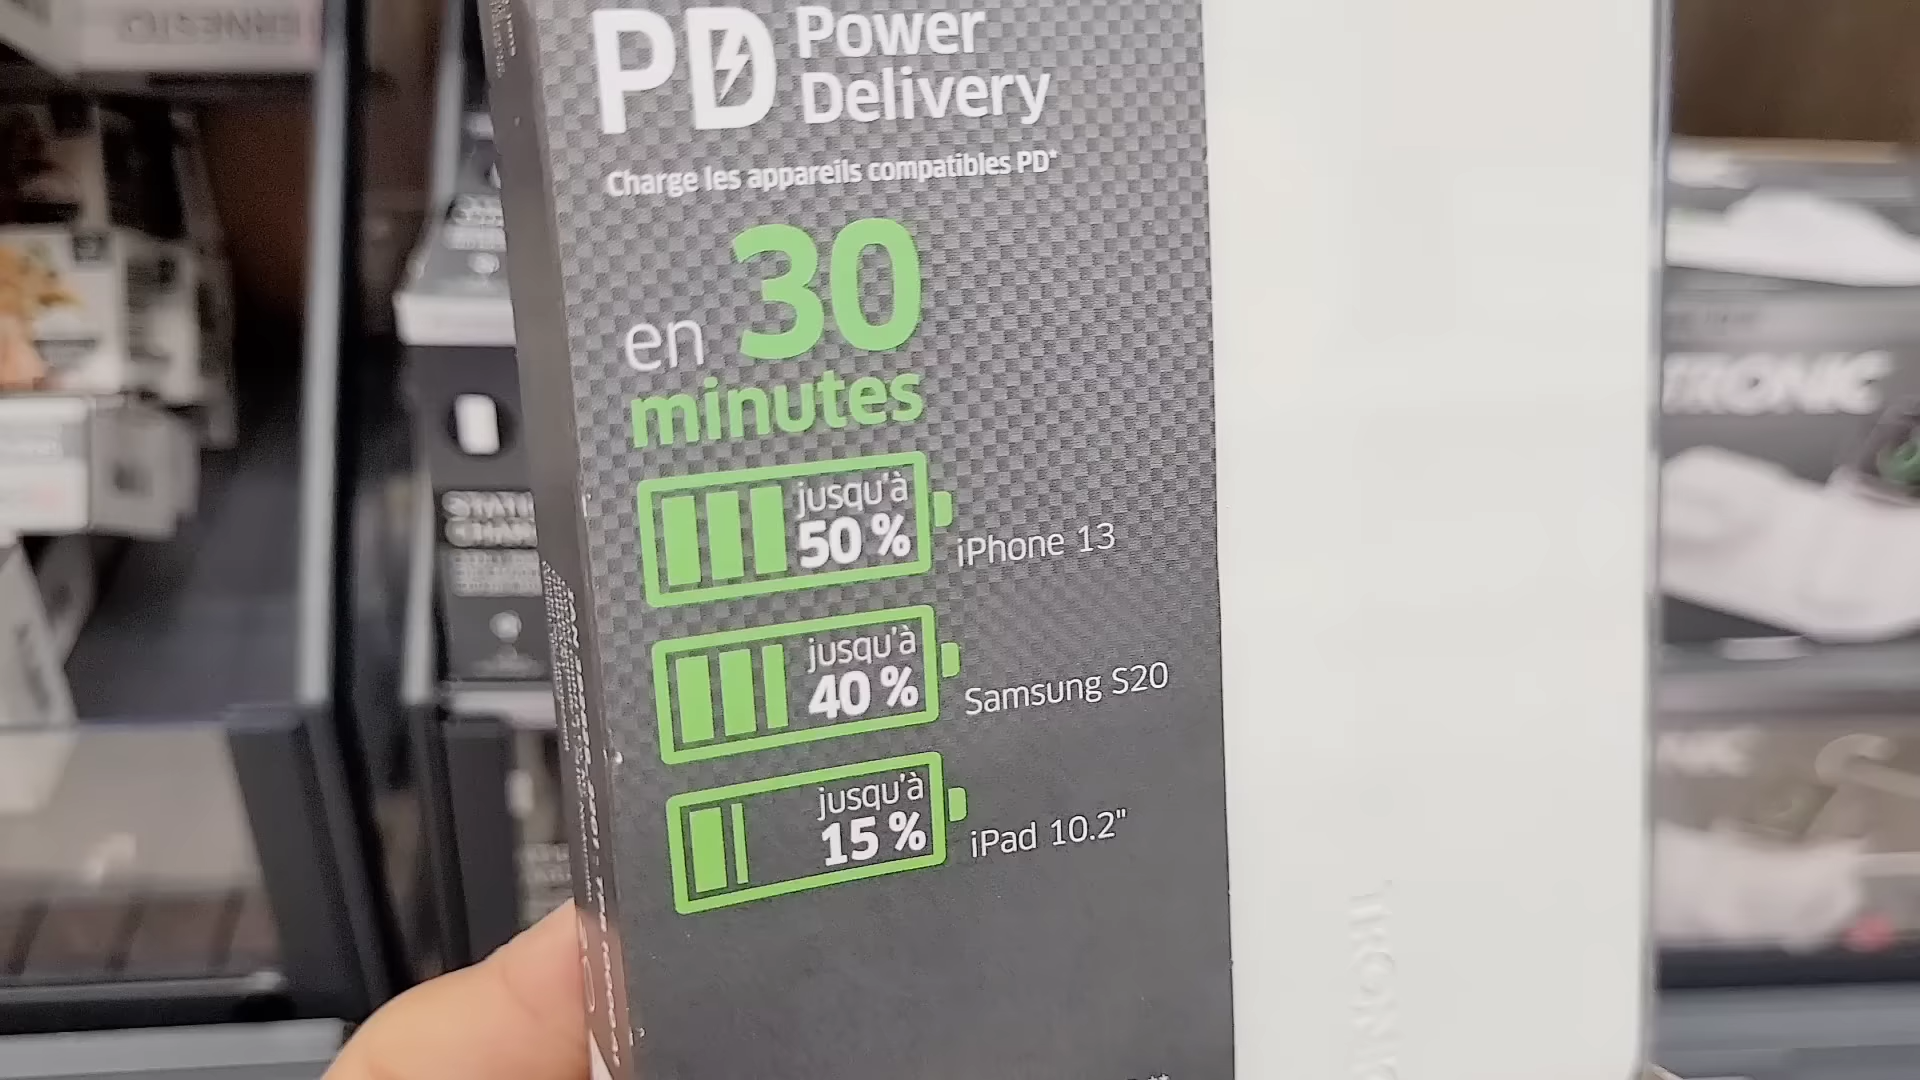 PD Power
Delivery
Charge les appareils compatibles PD*
en 30
minutes
jusqu'à
50 %
iPhone 13
jusqu'à
40 %
Samsung S20
jusqu'à
15 %
iPad 10.2"
TRONIC